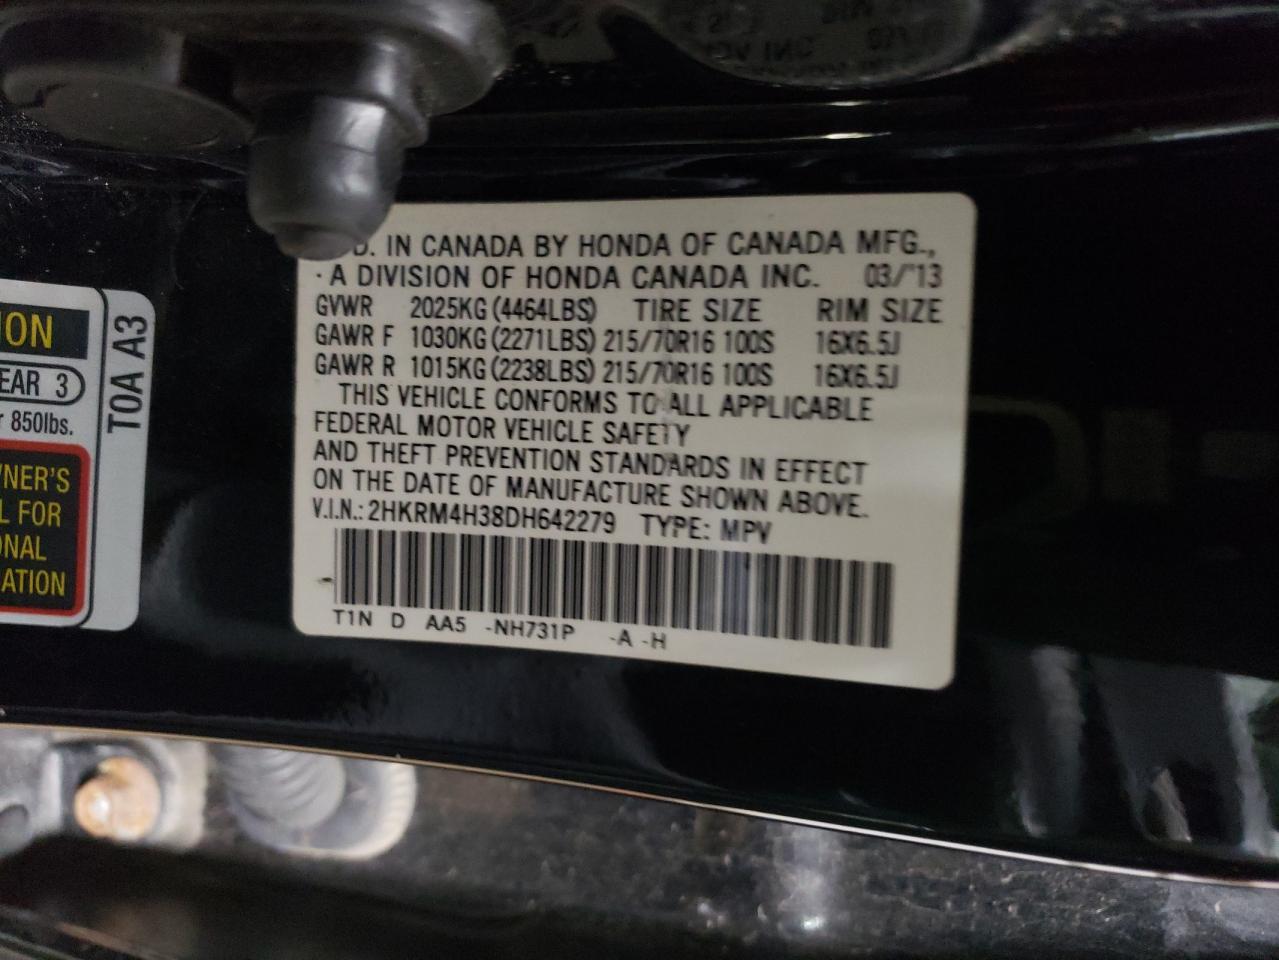 D. IN CANADA BY HONDA OF CANADA MFG.,
A DIVISION OF HONDA CANADA INC. 03/'13
GVWR 2025KG (4464LBS) TIRE SIZE RIM SIZE
GAWR F 1030KG (2271LBS) 215/70R16 100S 16X6.5J
GAWR R 1015KG (2238LBS) 215/70R16 100S 16X6.5J
THIS VEHICLE CONFORMS TO ALL APPLICABLE
FEDERAL MOTOR VEHICLE SAFETY
AND THEFT PREVENTION STANDARDS IN EFFECT
ON THE DATE OF MANUFACTURE SHOWN ABOVE.
V.I.N.: 2HKRM4H38DH642279 TYPE: MPV
T1N D AA5 -NH731P -A -H
ION
EAR 3
r 850lbs.
NER'S
L FOR
ONAL
ATION
T0A A3